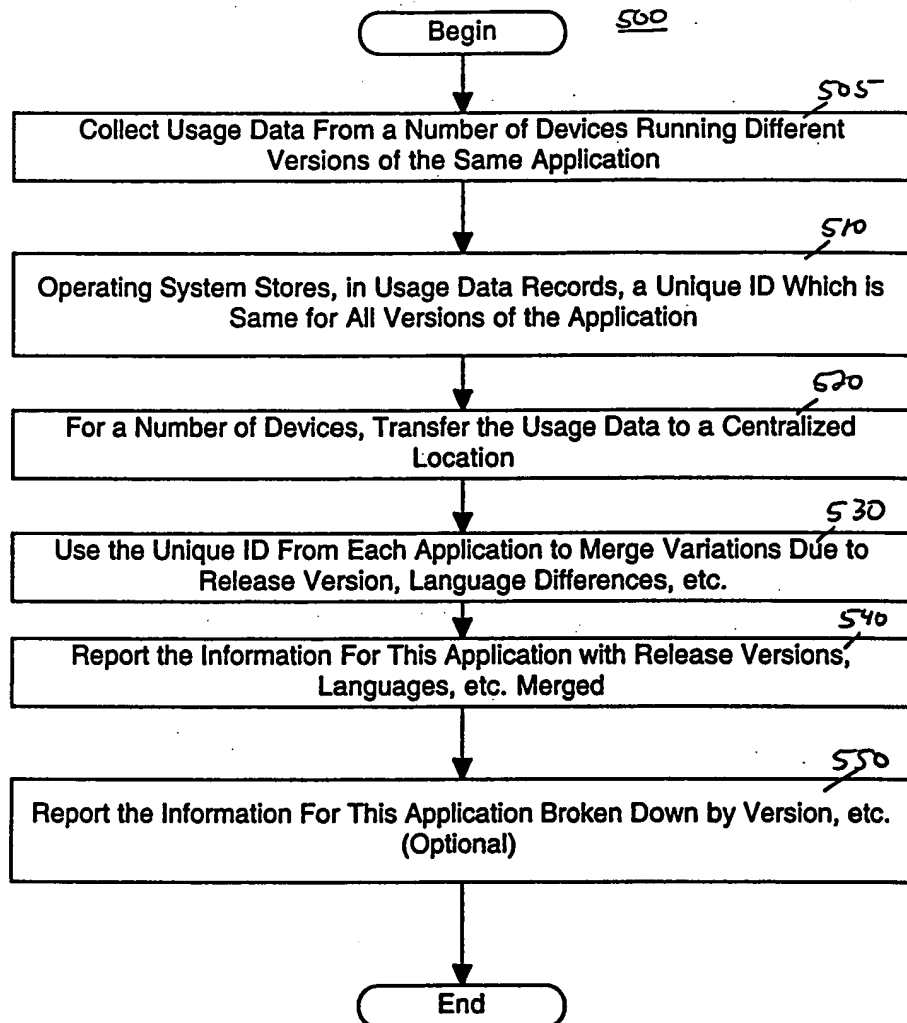 Begin
500
505
Collect Usage Data From a Number of Devices Running Different
Versions of the Same Application
510
Operating System Stores, in Usage Data Records, a Unique ID Which is
Same for All Versions of the Application
520
For a Number of Devices, Transfer the Usage Data to a Centralized
Location
530
Use the Unique ID From Each Application to Merge Variations Due to
Release Version, Language Differences, etc.
540
Report the Information For This Application with Release Versions,
Languages, etc. Merged
550
Report the Information For This Application Broken Down by Version, etc.
(Optional)
End